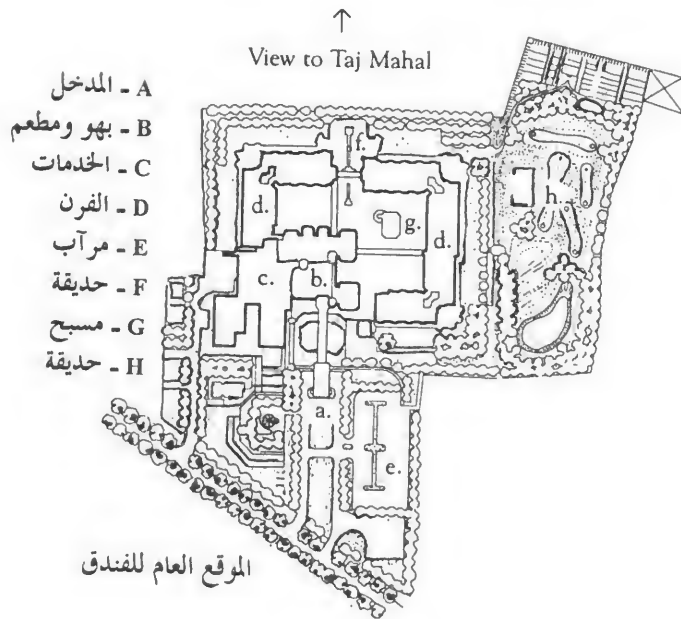 View to Taj Mahal
A - المدخل
B - بهو ومطعم
C - الخدمات
D - الفرن
E - مرآب
F - حديقة
G - مسبح
H - حديقة
f.
d.
g.
d.
h.
c.
b.
a.
e.
الموقع العام للفندق